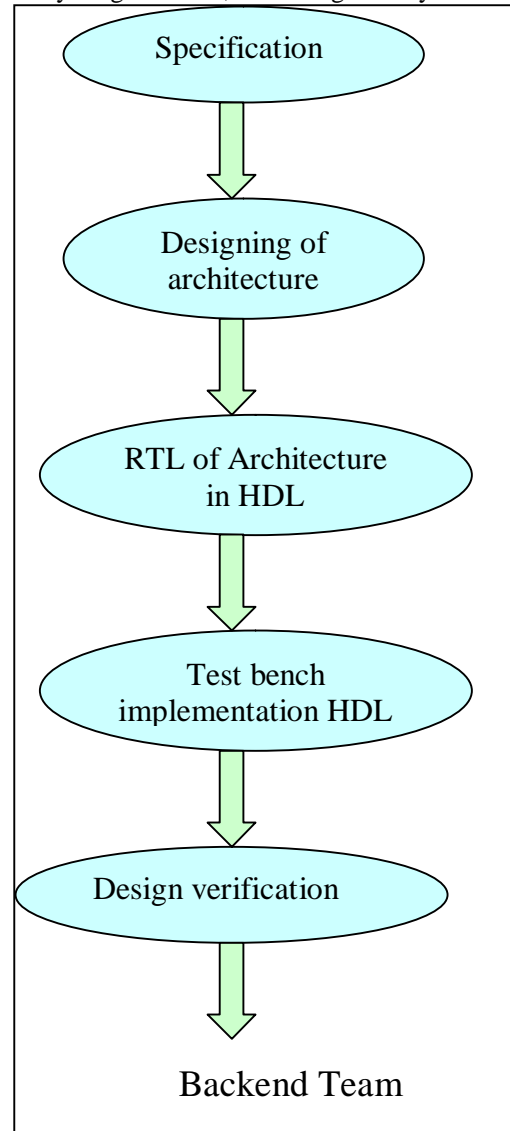 Specification
Designing of
architecture
RTL of Architecture
in HDL
Test bench
implementation HDL
Design verification
Backend Team